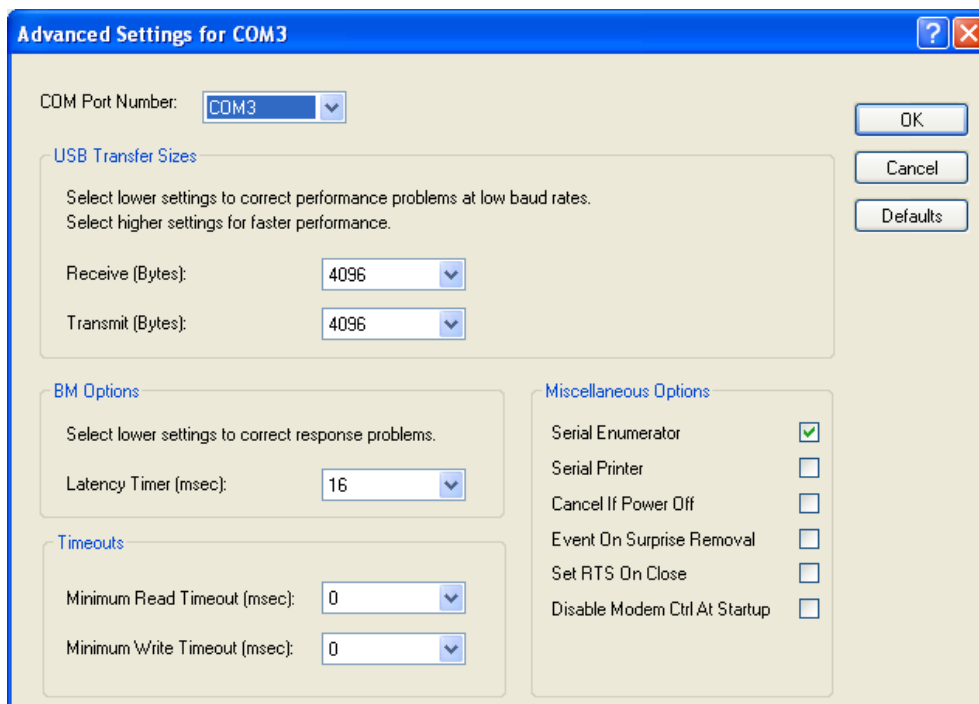 Advanced Settings for COM3
COM Port Number: COM3
OK
Cancel
Defaults
USB Transfer Sizes
Select lower settings to correct performance problems at low baud rates.
Select higher settings for faster performance.
Receive (Bytes): 4096
Transmit (Bytes): 4096
BM Options
Select lower settings to correct response problems.
Latency Timer (msec): 16
Timeouts
Minimum Read Timeout (msec): 0
Minimum Write Timeout (msec): 0
Miscellaneous Options
Serial Enumerator
Serial Printer
Cancel If Power Off
Event On Surprise Removal
Set RTS On Close
Disable Modem Ctrl At Startup